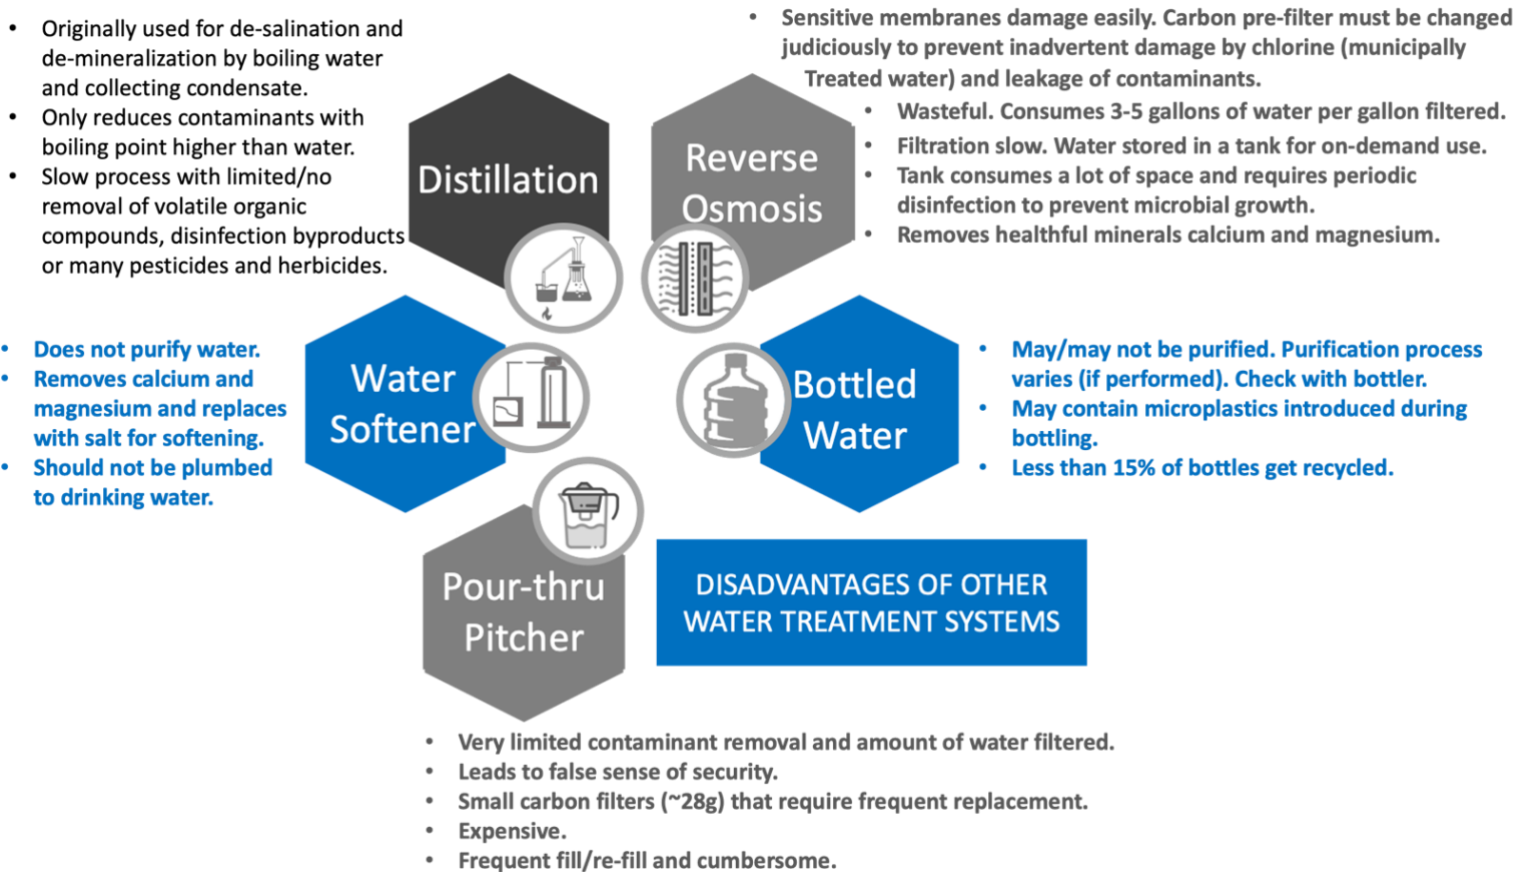 • Originally used for de-salination and
de-mineralization by boiling water
and collecting condensate.
• Only reduces contaminants with
boiling point higher than water.
• Slow process with limited/no
removal of volatile organic
compounds, disinfection byproducts
or many pesticides and herbicides.
Distillation
• Sensitive membranes damage easily. Carbon pre-filter must be changed
judiciously to prevent inadvertent damage by chlorine (municipally
Treated water) and leakage of contaminants.
• Wasteful. Consumes 3-5 gallons of water per gallon filtered.
• Filtration slow. Water stored in a tank for on-demand use.
• Tank consumes a lot of space and requires periodic
disinfection to prevent microbial growth.
• Removes healthful minerals calcium and magnesium.
Reverse
Osmosis
• Does not purify water.
• Removes calcium and
magnesium and replaces
with salt for softening.
• Should not be plumbed
to drinking water.
Water
Softener
Bottled
Water
• May/may not be purified. Purification process
varies (if performed). Check with bottler.
• May contain microplastics introduced during
bottling.
• Less than 15% of bottles get recycled.
Pour-thru
Pitcher
DISADVANTAGES OF OTHER
WATER TREATMENT SYSTEMS
• Very limited contaminant removal and amount of water filtered.
• Leads to false sense of security.
• Small carbon filters (~28g) that require frequent replacement.
• Expensive.
• Frequent fill/re-fill and cumbersome.